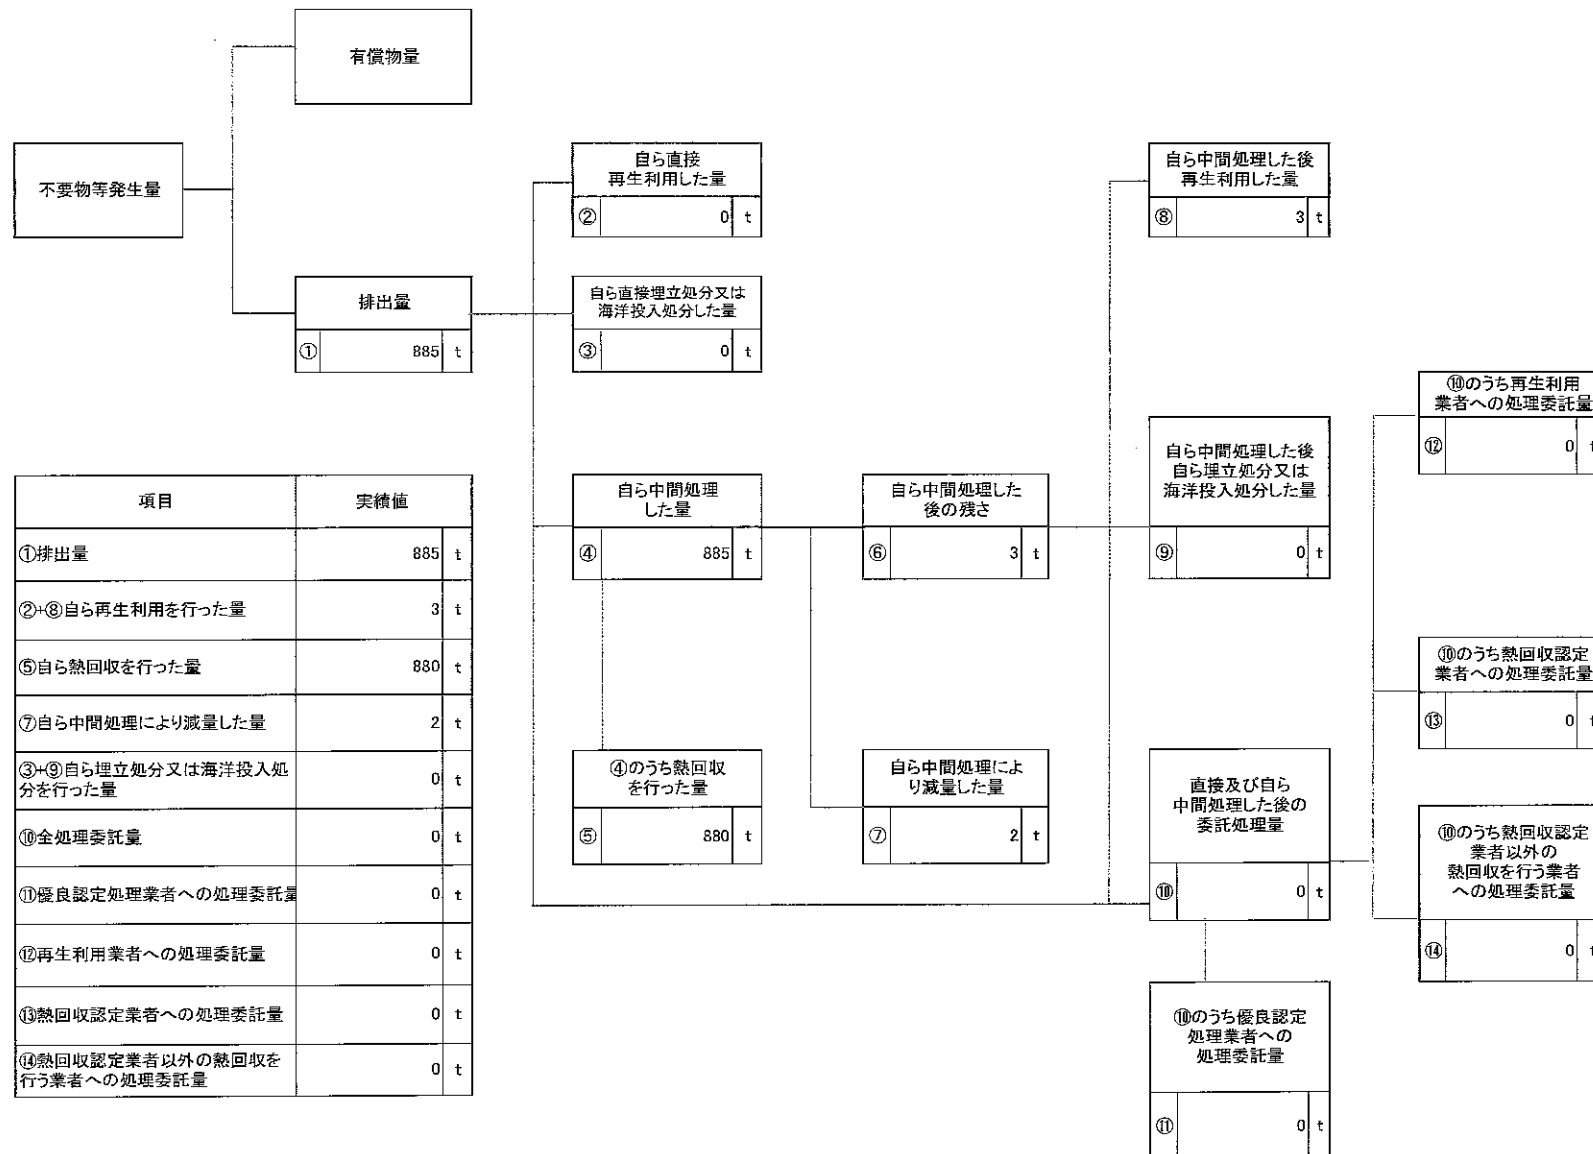 有償物量
不要物等発生量
排出量
① 885 t
自ら直接
再生利用した量
② 0 t
自ら直接埋立処分又は
海洋投入処分した量
③ 0 t
自ら中間処理
した量
④ 885 t
④のうち熱回収
を行った量
⑤ 880 t
自ら中間処理した
後の残さ
⑥ 3 t
自ら中間処理によ
り減量した量
⑦ 2 t
自ら中間処理した後
再生利用した量
⑧ 3 t
自ら中間処理した後
自ら埋立処分又は
海洋投入処分した量
⑨ 0 t
直接及び自ら
中間処理した後の
委託処理量
⑩ 0 t
⑩のうち優良認定
処理業者への
処理委託量
⑪ 0 t
⑩のうち再生利用
業者への処理委託量
⑫ 0 t
⑩のうち熱回収認定
業者への処理委託量
⑬ 0 t
⑩のうち熱回収認定
業者以外の
熱回収を行う業者
への処理委託量
⑭ 0 t
項目 実績値
①排出量 885 t
②+⑧自ら再生利用を行った量 3 t
⑤自ら熱回収を行った量 880 t
⑦自ら中間処理により減量した量 2 t
③+⑨自ら埋立処分又は海洋投入処
分を行った量 0 t
⑩全処理委託量 0 t
⑪優良認定処理業者への処理委託量 0 t
⑫再生利用業者への処理委託量 0 t
⑬熱回収認定業者への処理委託量 0 t
⑭熱回収認定業者以外の熱回収を
行う業者への処理委託量 0 t